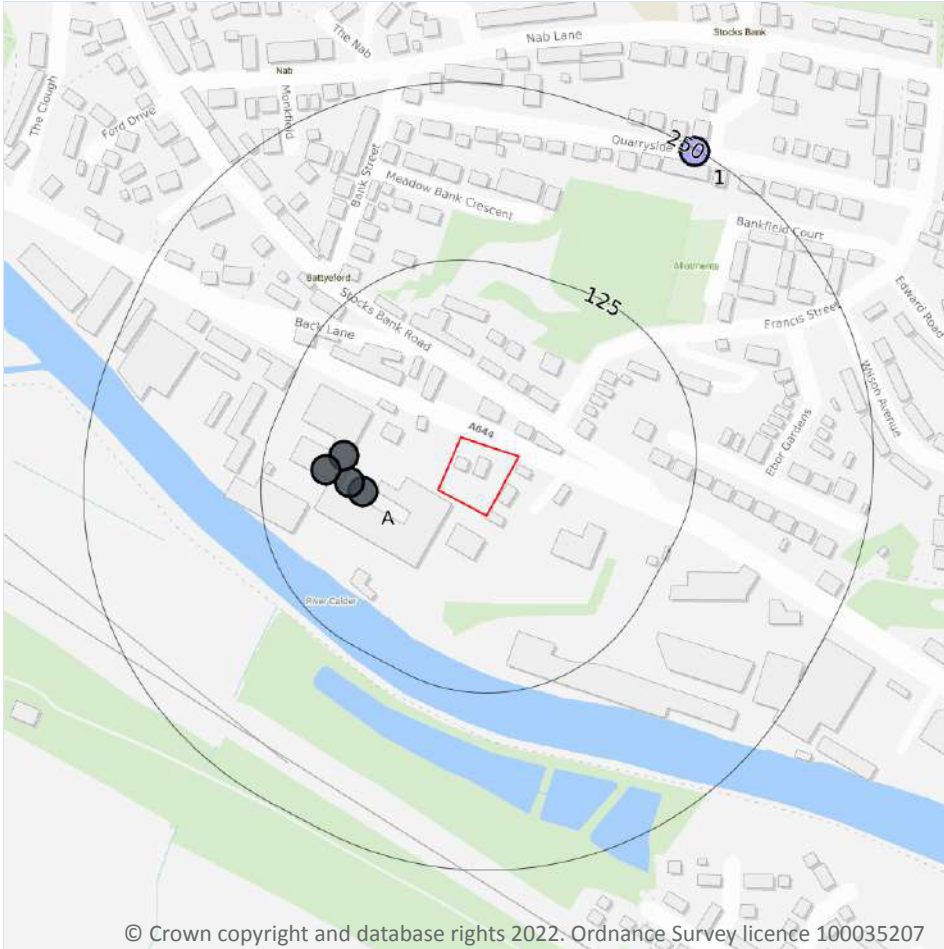 Stocks Bank
Nab Lane
The Nab
Nab
The Clough
Monkfield
Ford Drive
Bank Street
Quarryside
250
1
Meadow Bank Crescent
Bankfield Court
Allotments
Battyeford
125
Edward Road
Stocks Bank Road
Francis Street
Back Lane
Wilson Avenue
A644
Ebor Gardens
A
River Calder
© Crown copyright and database rights 2022. Ordnance Survey licence 100035207